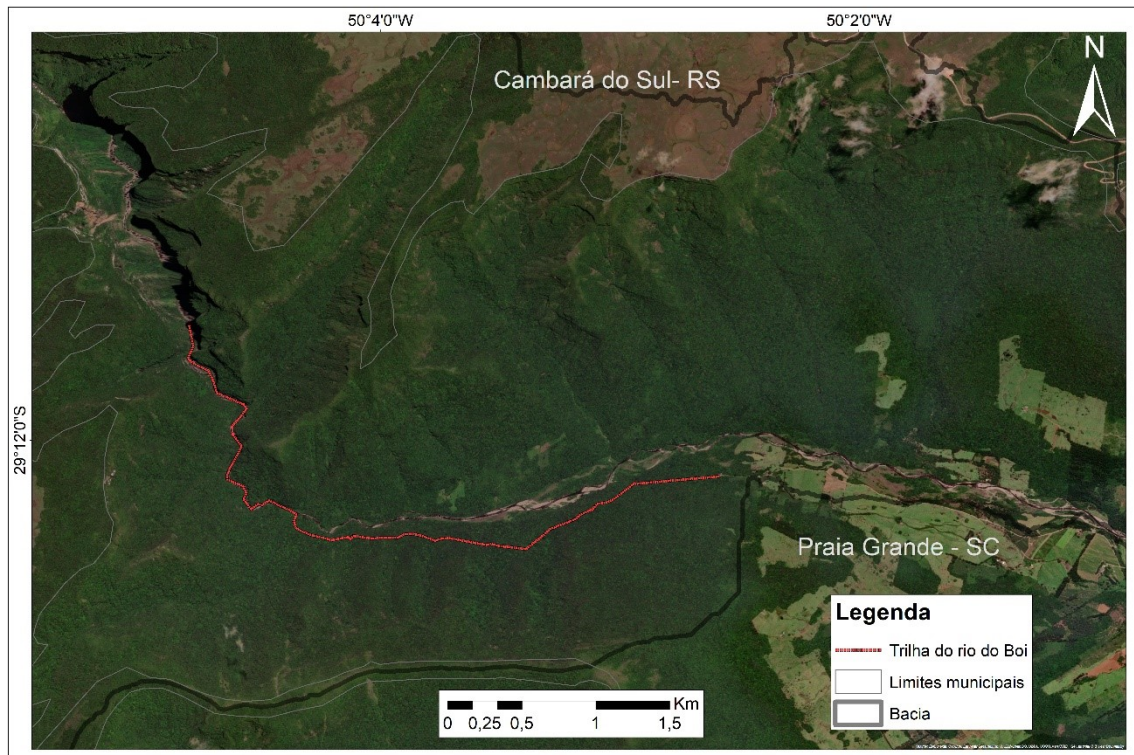 50°4'0"W
50°2'0"W
N
Cambará do Sul- RS
29°12'0"S
Praia Grande - SC
Legenda
Trilha do rio do Boi
Limites municipais
Bacia
Km
0 0,25 0,5 1 1,5